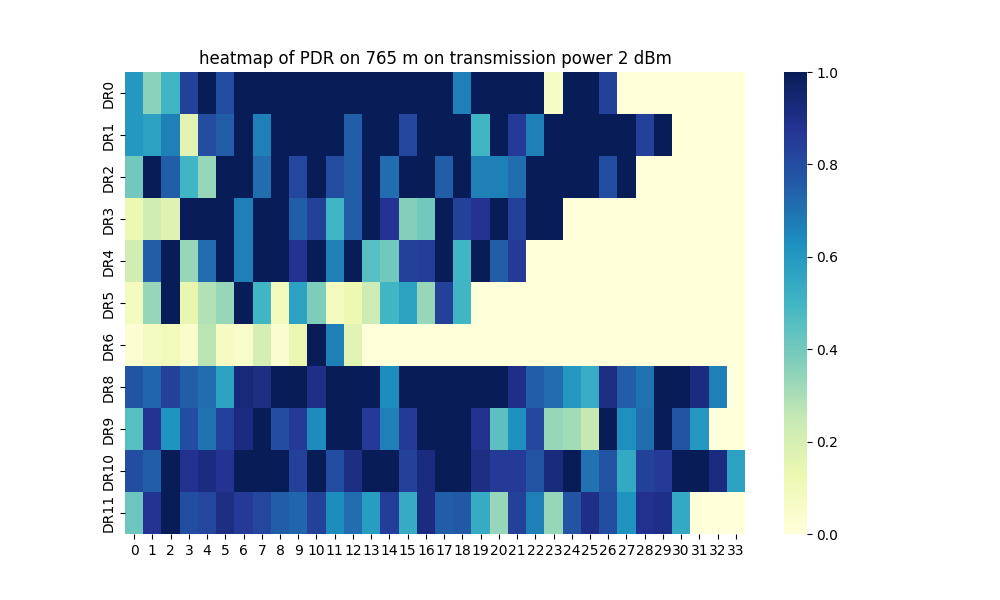 heatmap of PDR on 765 m on transmission power 2 dBm
DR0
DR1
DR2
DR3
DR4
DR5
DR6
DR8
DR9
DR10
DR11
0 1 2 3 4 5 6 7 8 9 10 11 12 13 14 15 16 17 18 19 20 21 22 23 24 25 26 27 28 29 30 31 32 33
1.0
0.8
0.6
0.4
0.2
0.0